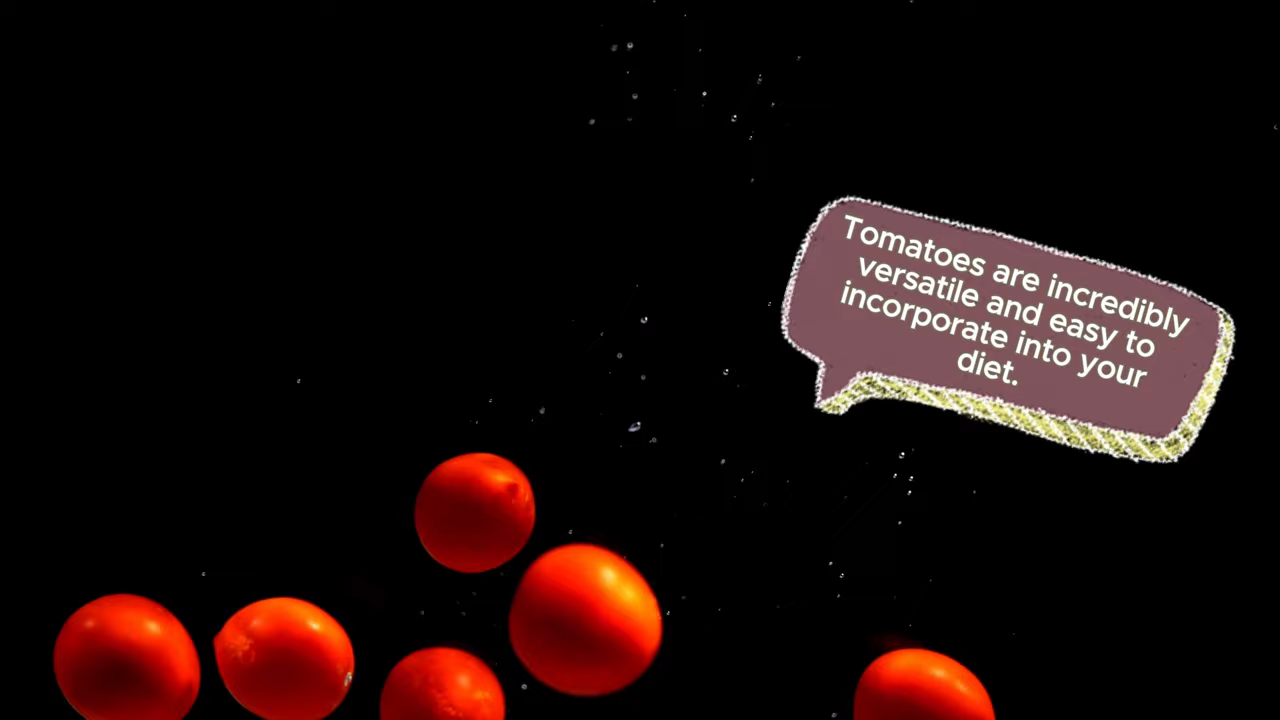 Tomatoes are incredibly
versatile and easy to
incorporate into your
diet.